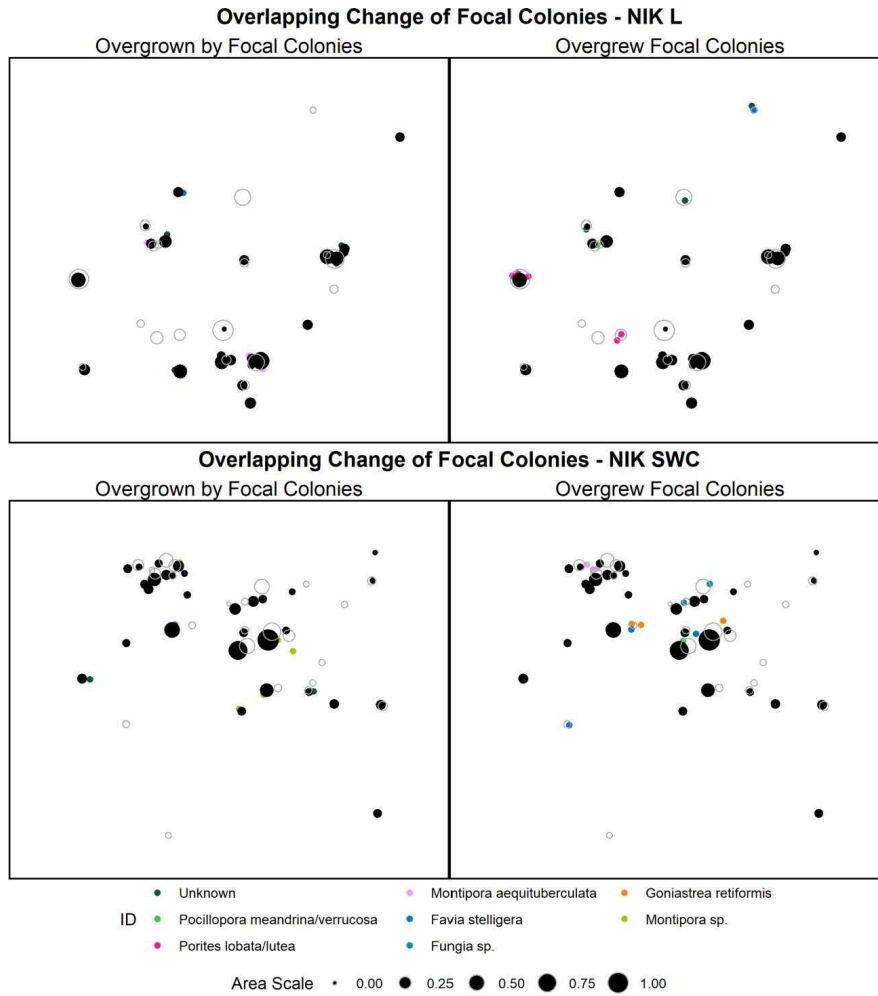 Overlapping Change of Focal Colonies - NIK L
Overgrown by Focal Colonies Overgrew Focal Colonies
Overlapping Change of Focal Colonies - NIK SWC
Overgrown by Focal Colonies Overgrew Focal Colonies
Unknown Montipora aequituberculata Goniastrea retiformis
ID Pocillopora meandrina/verrucosa Favia stelligera Montipora sp.
Porites lobata/lutea Fungia sp.
Area Scale 0.00 0.25 0.50 0.75 1.00